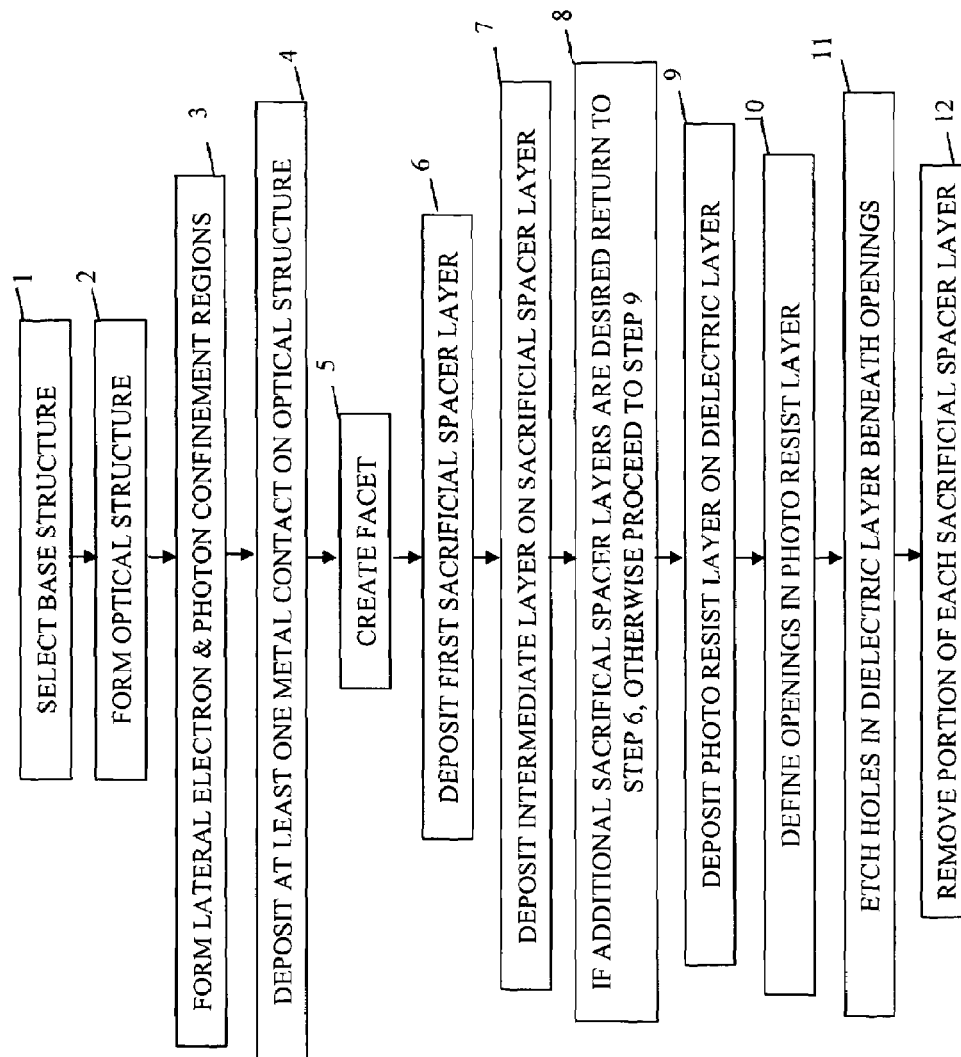 1
SELECT BASE STRUCTURE
2
FORM OPTICAL STRUCTURE
3
FORM LATERAL ELECTRON & PHOTON CONFINEMENT REGIONS
4
DEPOSIT AT LEAST ONE METAL CONTACT ON OPTICAL STRUCTURE
5
CREATE FACET
6
DEPOSIT FIRST SACRIFICIAL SPACER LAYER
7
DEPOSIT INTERMEDIATE LAYER ON SACRIFICIAL SPACER LAYER
8
IF ADDITIONAL SACRIFICAL SPACER LAYERS ARE DESIRED RETURN TO
STEP 6, OTHERWISE PROCEED TO STEP 9
9
DEPOSIT PHOTO RESIST LAYER ON DIELECTRIC LAYER
10
DEFINE OPENINGS IN PHOTO RESIST LAYER
11
ETCH HOLES IN DIELECTRIC LAYER BENEATH OPENINGS
12
REMOVE PORTION OF EACH SACRIFICIAL SPACER LAYER